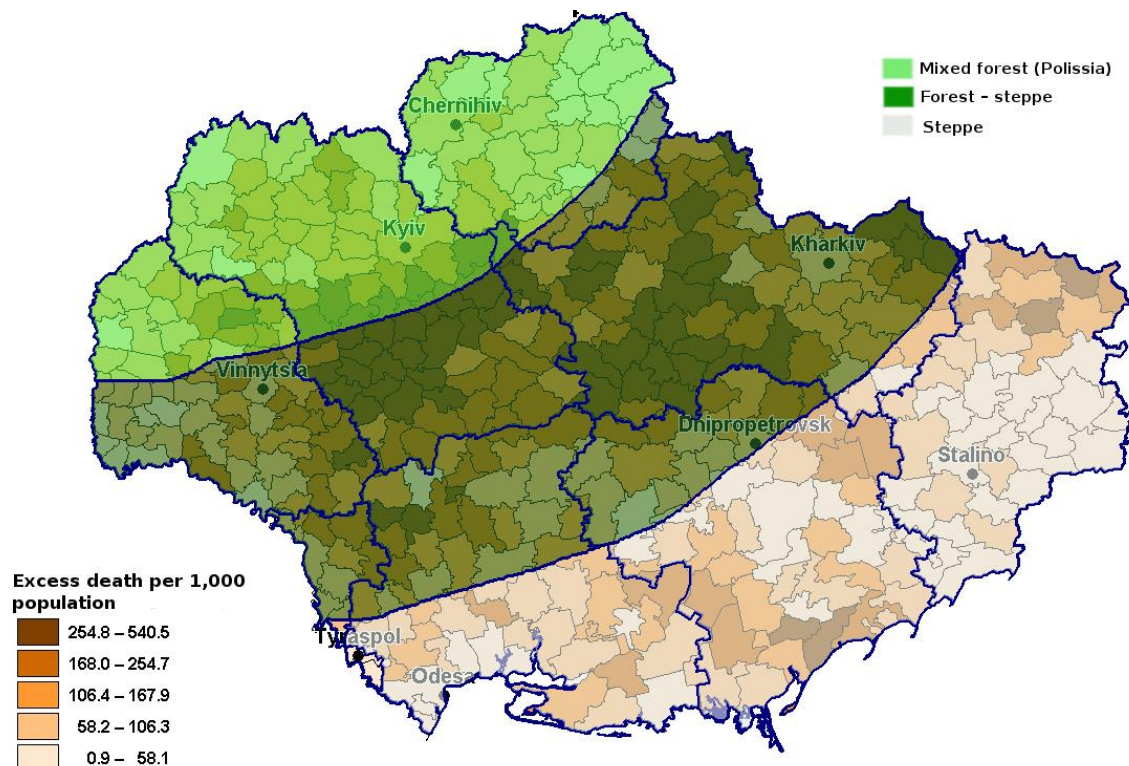 Mixed forest (Polissia)
Forest – steppe
Steppe
Chernihiv
Kyiv
Kharkiv
Vinnytsia
Dnipropetrovsk
Stalino
Tyraspol
Odesa
Excess death per 1,000
population
254.8 – 540.5
168.0 – 254.7
106.4 – 167.9
58.2 – 106.3
0.9 – 58.1